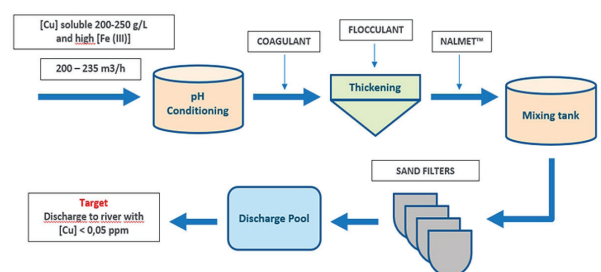 [Cu] soluble 200-250 g/L
and high [Fe (III)]
200 – 235 m3/h
COAGULANT
FLOCCULANT
NALMET™
pH
Conditioning
Thickening
Mixing tank
SAND FILTERS
Discharge Pool
Target
Discharge to river with
[Cu] < 0,05 ppm